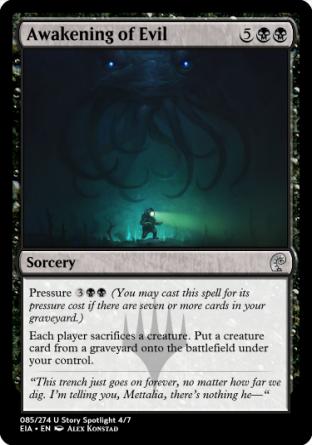 Awakening of Evil 5
Sorcery
Pressure 3 (You may cast this spell for its
pressure cost if there are seven or more cards in your
graveyard.)
Each player sacrifices a creature. Put a creature
card from a graveyard onto the battlefield under
your control.
“This trench just goes on forever, no matter how far we
dig. I'm telling you, Mettalia, there's nothing he—“
085/274 U Story Spotlight 4/7
EIA • EN Alex Konstad